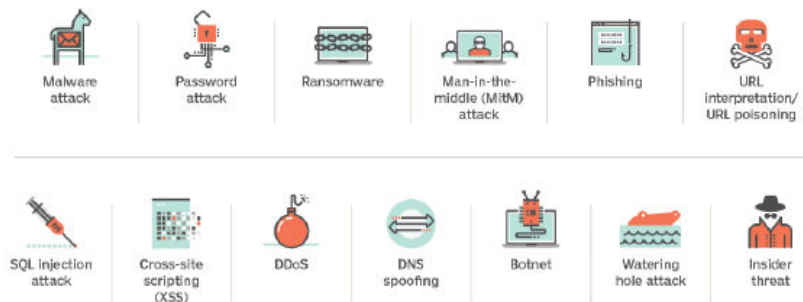 Malware
attack
Password
attack
Ransomware
Man-in-the-
middle (MitM)
attack
Phishing
URL
interpretation/
URL poisoning
SQL injection
attack
Cross-site
scripting
(XSS)
DDoS
DNS
spoofing
Botnet
Watering
hole attack
Insider
threat